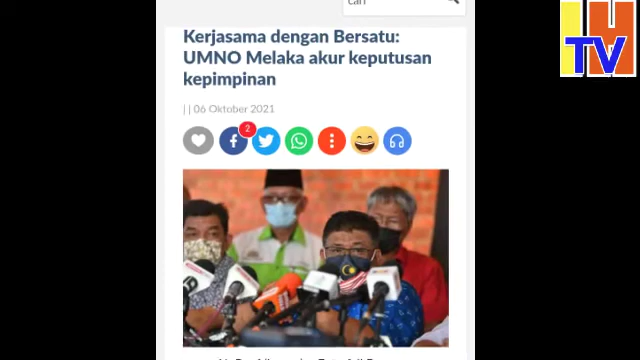 cari
TV
Kerjasama dengan Bersatu:
UMNO Melaka akur keputusan
kepimpinan
| | 06 Oktober 2021
2